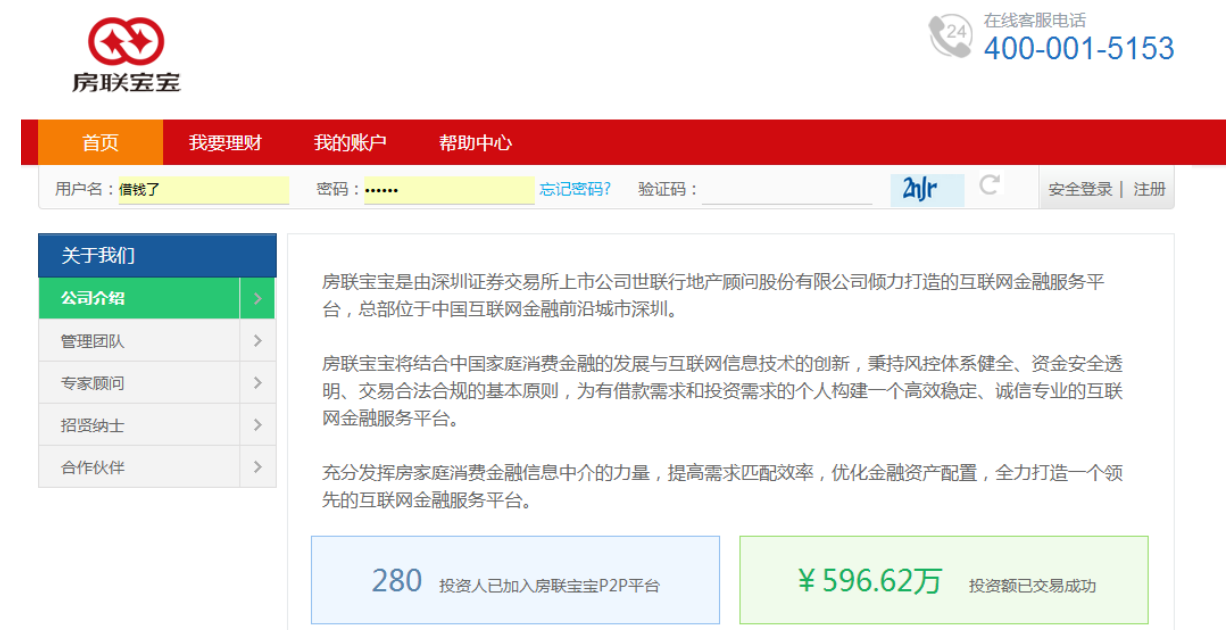 房联宝宝
24
在线客服电话
400-001-5153
首页 我要理财 我的账户 帮助中心
用户名：借钱了 密码：•••••• 忘记密码? 验证码： 2njr 安全登录 | 注册
关于我们
公司介绍
管理团队
专家顾问
招贤纳士
合作伙伴
房联宝宝是由深圳证券交易所上市公司世联行地产顾问股份有限公司倾力打造的互联网金融服务平
台，总部位于中国互联网金融前沿城市深圳。
房联宝宝将结合中国家庭消费金融的发展与互联网信息技术的创新，秉持风控体系健全、资金安全透
明、交易合法合规的基本原则，为有借款需求和投资需求的个人构建一个高效稳定、诚信专业的互联
网金融服务平台。
充分发挥房家庭消费金融信息中介的力量，提高需求匹配效率，优化金融资产配置，全力打造一个领
先的互联网金融服务平台。
280 投资人已加入房联宝宝P2P平台
¥596.62万 投资额已交易成功